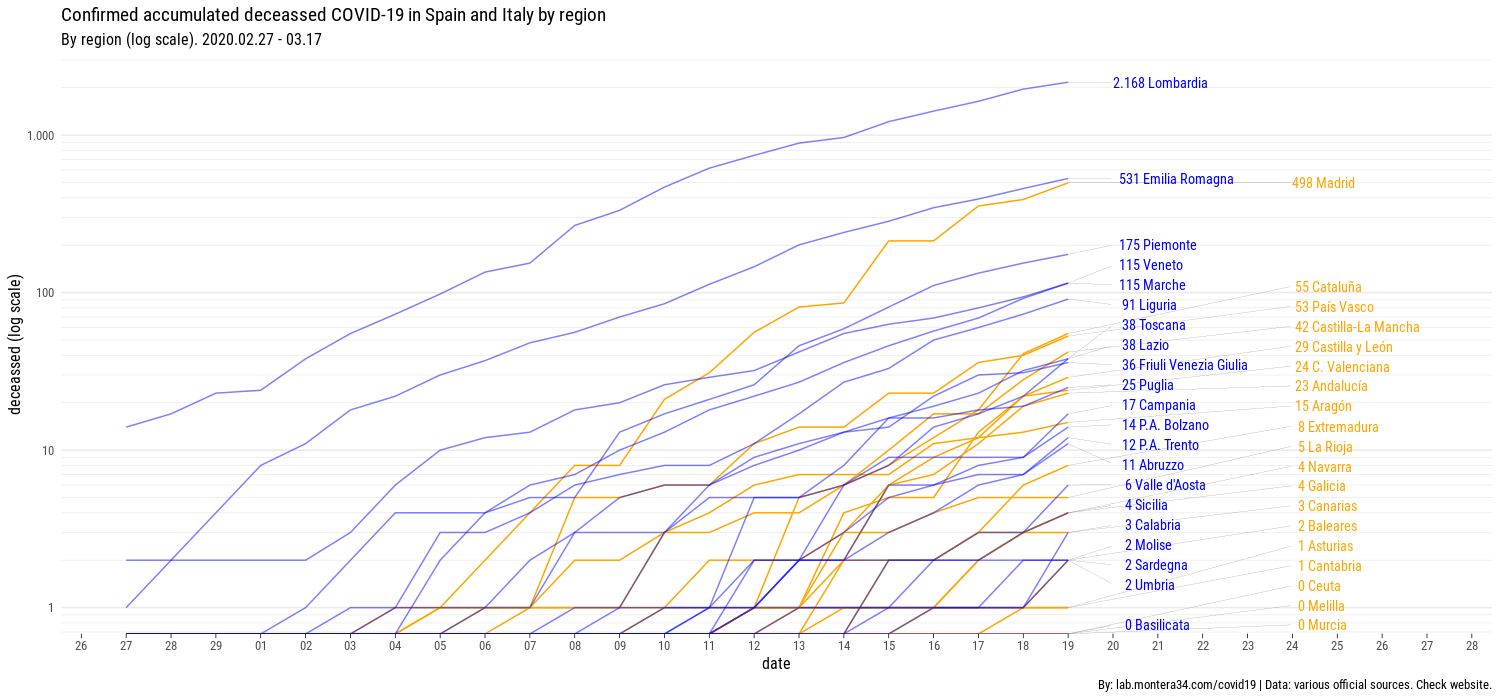 Confirmed accumulated deceassed COVID-19 in Spain and Italy by region
By region (log scale). 2020.02.27 - 03.17
deceassed (log scale)
1.000
100
10
1
2.168 Lombardia
531 Emilia Romagna
498 Madrid
175 Piemonte
115 Veneto
115 Marche
91 Liguria
38 Toscana
38 Lazio
36 Friuli Venezia Giulia
25 Puglia
17 Campania
14 P.A. Bolzano
12 P.A. Trento
11 Abruzzo
6 Valle d'Aosta
4 Sicilia
3 Calabria
2 Molise
2 Sardegna
2 Umbria
0 Basilicata
55 Cataluña
53 País Vasco
42 Castilla-La Mancha
29 Castilla y León
24 C. Valenciana
23 Andalucía
15 Aragón
8 Extremadura
5 La Rioja
4 Navarra
4 Galicia
3 Canarias
2 Baleares
1 Asturias
1 Cantabria
0 Ceuta
0 Melilla
0 Murcia
26 27 28 29 01 02 03 04 05 06 07 08 09 10 11 12 13 14 15 16 17 18 19 20 21 22 23 24 25 26 27 28
date
By: lab.montera34.com/covid19 | Data: various official sources. Check website.